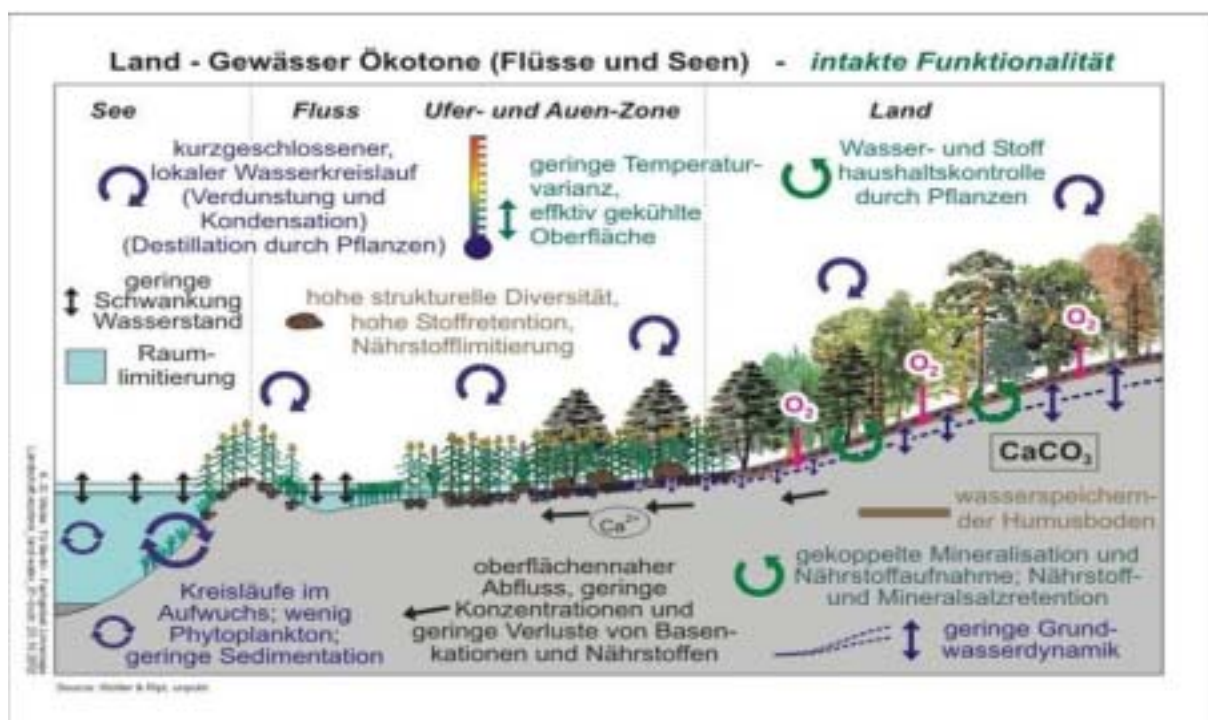 Land - Gewässer Ökotone (Flüsse und Seen) - intakte Funktionalität
See
Fluss
Ufer- und Auen-Zone
Land
kurzgeschlossener,
lokaler Wasserkreislauf
(Verdunstung und
Kondensation)
(Destillation durch Pflanzen)
geringe Temperatur-
varianz,
effktiv gekühlte
Oberfläche
Wasser- und Stoff
haushaltskontrolle
durch Pflanzen
geringe
Schwankung
Wasserstand
hohe strukturelle Diversität,
hohe Stoffretention,
Nährstofflimitierung
Raum-
limitierung
O₂
O₂
O₂
CaCO₃
Ca²⁺
wasserspeichern-
der Humusboden
Kreisläufe im
Aufwuchs; wenig
Phytoplankton;
geringe Sedimentation
oberflächennaher
Abfluss, geringe
Konzentrationen und
geringe Verluste von Basen-
kationen und Nährstoffen
gekoppelte Mineralisation und
Nährstoffaufnahme; Nährstoff-
und Mineralsalzretention
geringe Grund-
wasserdynamik
Source: & Ripl, unpubl.